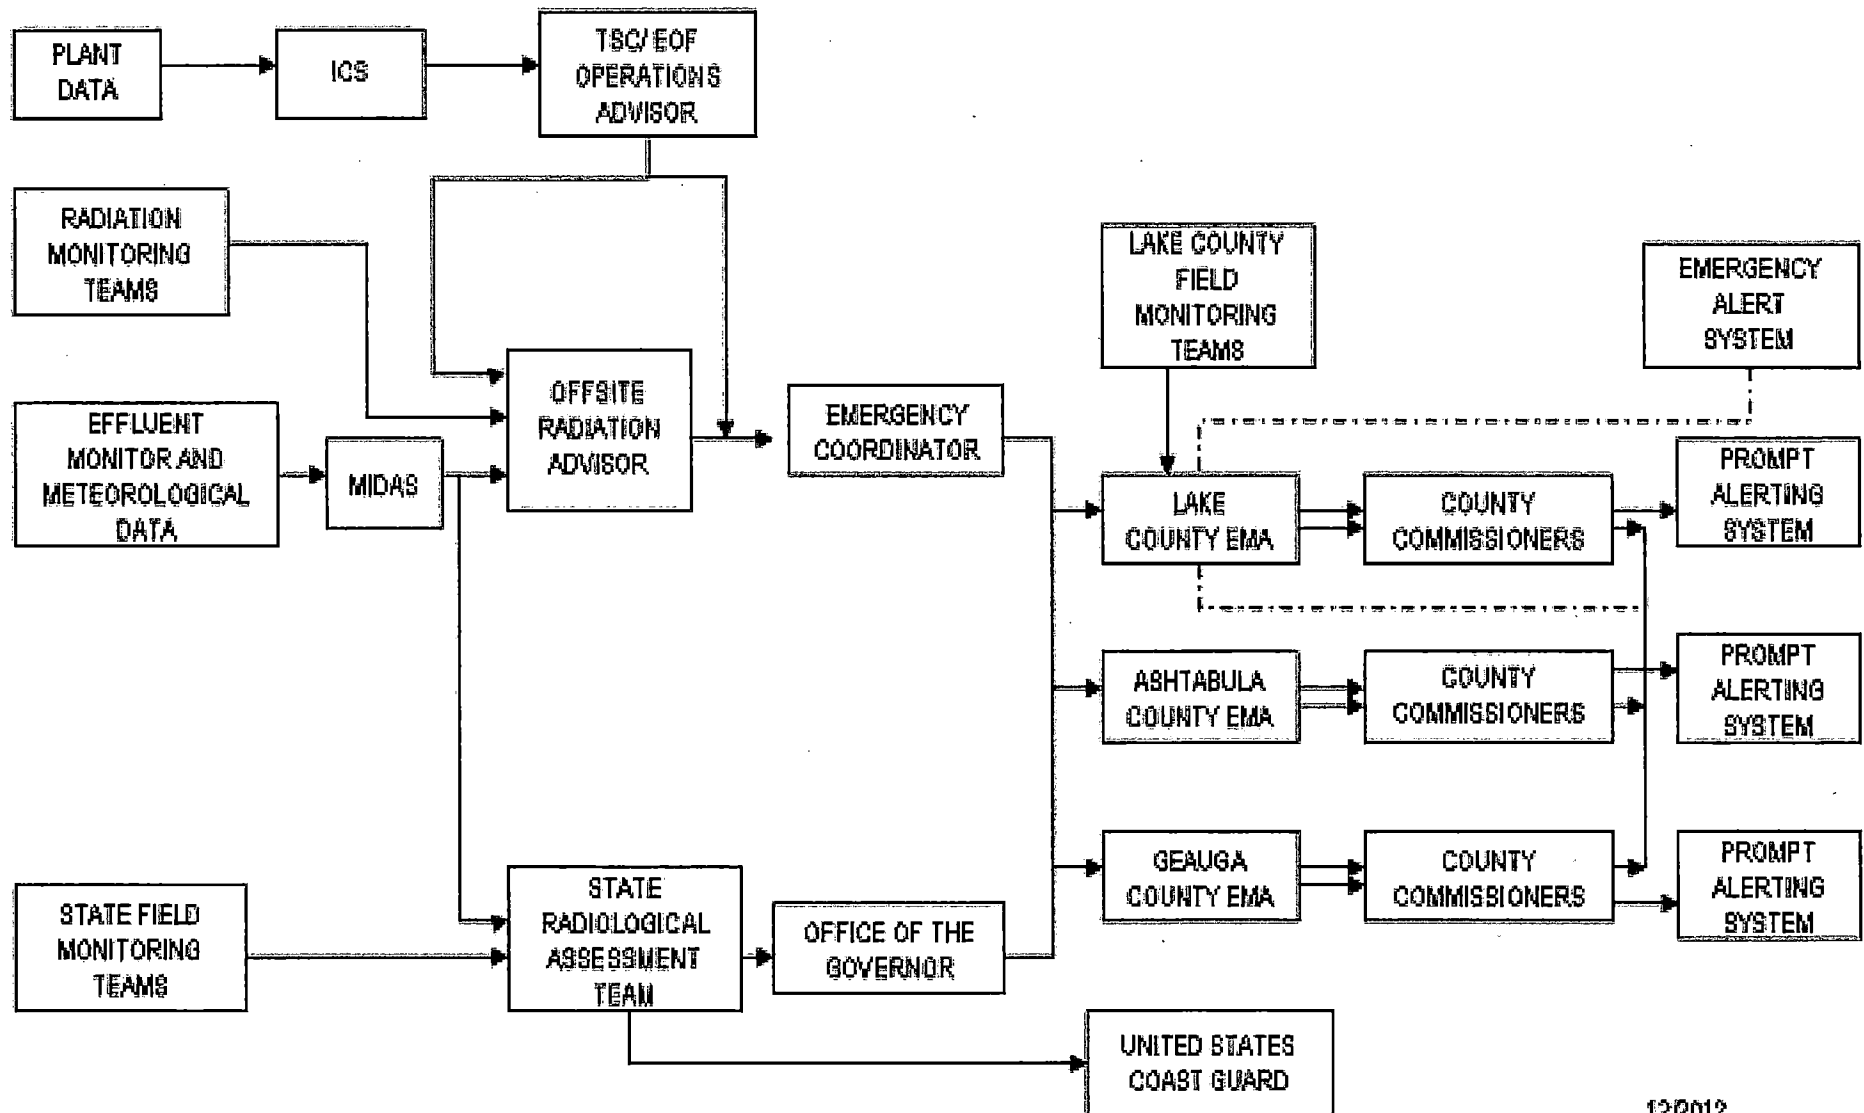 PLANT
DATA
ICS
TSC/ EOF
OPERATIONS
ADVISOR
RADIATION
MONITORING
TEAMS
LAKE COUNTY
FIELD
MONITORING
TEAMS
EMERGENCY
ALERT
SYSTEM
EFFLUENT
MONITOR AND
METEOROLOGICAL
DATA
MIDAS
OFFSITE
RADIATION
ADVISOR
EMERGENCY
COORDINATOR
LAKE
COUNTY EMA
COUNTY
COMMISSIONERS
PROMPT
ALERTING
SYSTEM
ASHTABULA
COUNTY EMA
COUNTY
COMMISSIONERS
PROMPT
ALERTING
SYSTEM
GEAUGA
COUNTY EMA
COUNTY
COMMISSIONERS
PROMPT
ALERTING
SYSTEM
STATE FIELD
MONITORING
TEAMS
STATE
RADIOLOGICAL
ASSESSMENT
TEAM
OFFICE OF THE
GOVERNOR
UNITED STATES
COAST GUARD
12/2012